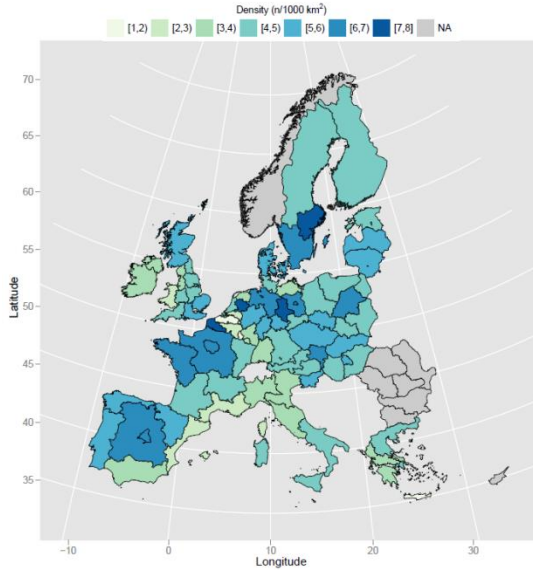 Density (n/1000 km²)
[1,2) [2,3) [3,4) [4,5) [5,6) [6,7) [7,8] NA
70
65
60
55
50
45
40
35
Latitude
−10 0 10 20 30
Longitude